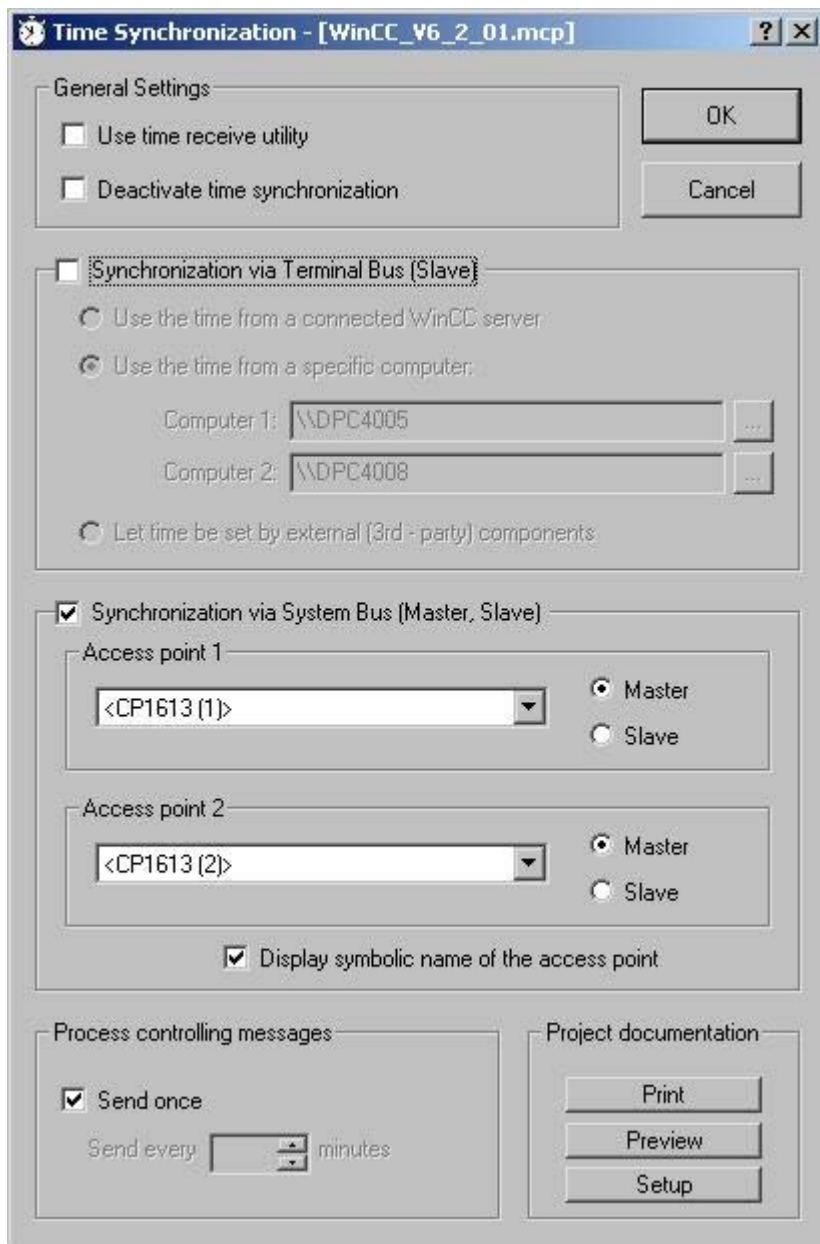 Time Synchronization - [WinCC_V6_2_01.mcp]
General Settings
Use time receive utility
Deactivate time synchronization
OK
Cancel
Synchronization via Terminal Bus (Slave)
Use the time from a connected WinCC server
Use the time from a specific computer:
Computer 1: \\DPC4005 ...
Computer 2: \\DPC4008 ...
Let time be set by external (3rd - party) components
Synchronization via System Bus (Master, Slave)
Access point 1
<CP1613 (1)>
Master
Slave
Access point 2
<CP1613 (2)>
Master
Slave
Display symbolic name of the access point
Process controlling messages
Send once
Send every minutes
Project documentation
Print
Preview
Setup